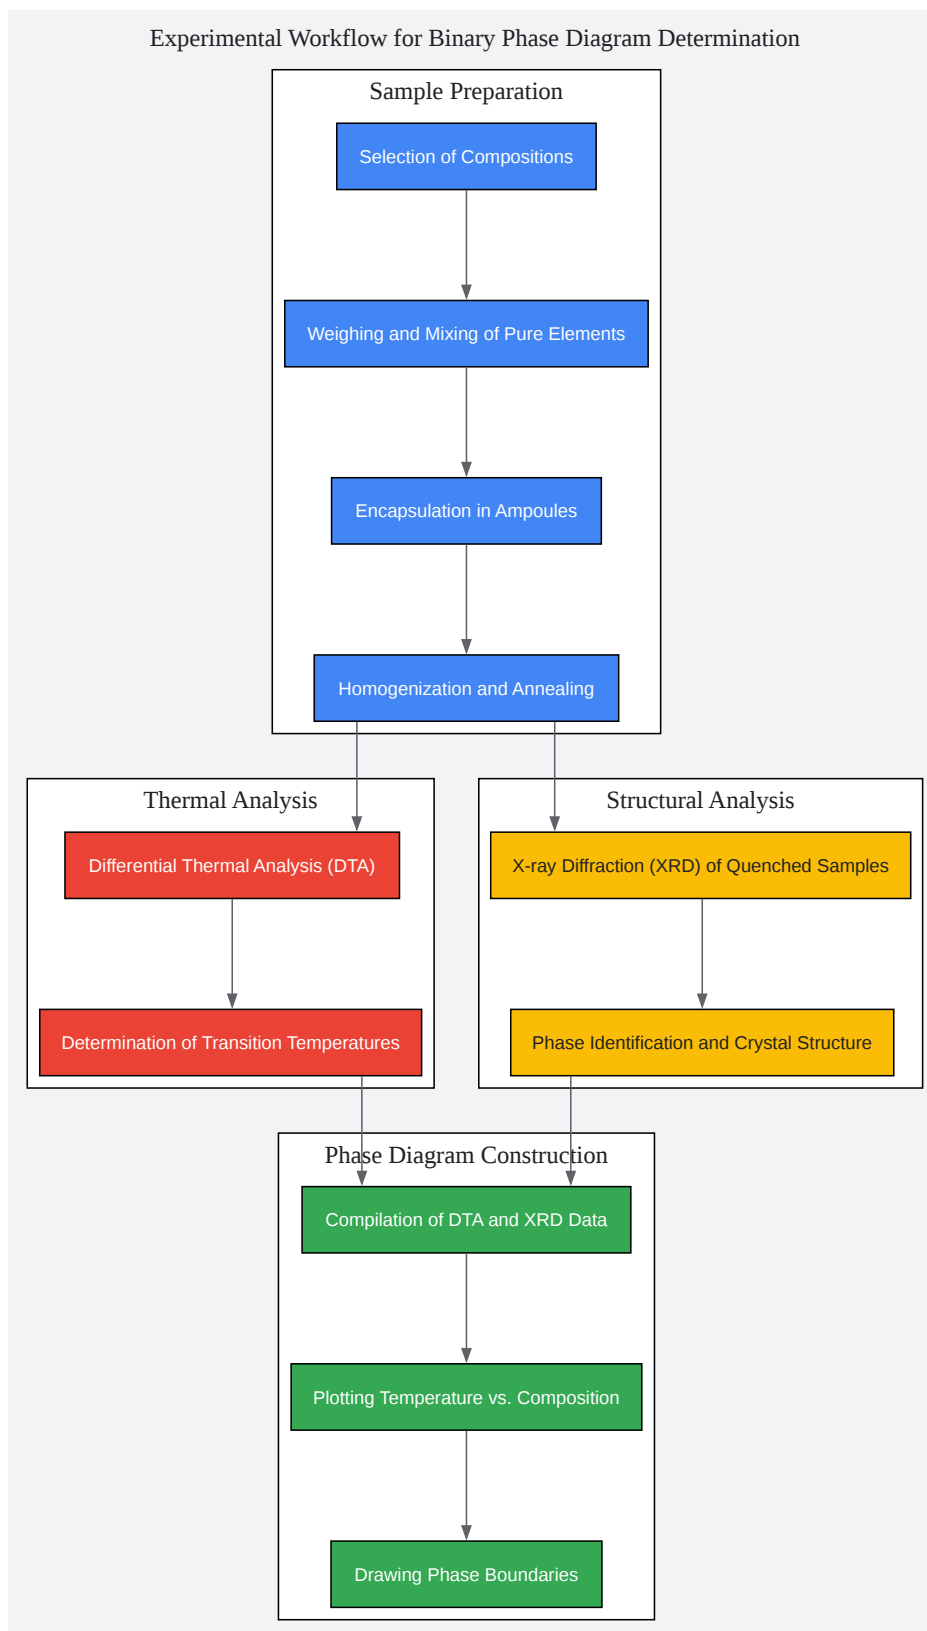 Experimental Workflow for Binary Phase Diagram Determination
Sample Preparation
Selection of Compositions
Weighing and Mixing of Pure Elements
Encapsulation in Ampoules
Homogenization and Annealing
Thermal Analysis
Differential Thermal Analysis (DTA)
Determination of Transition Temperatures
Structural Analysis
X-ray Diffraction (XRD) of Quenched Samples
Phase Identification and Crystal Structure
Phase Diagram Construction
Compilation of DTA and XRD Data
Plotting Temperature vs. Composition
Drawing Phase Boundaries